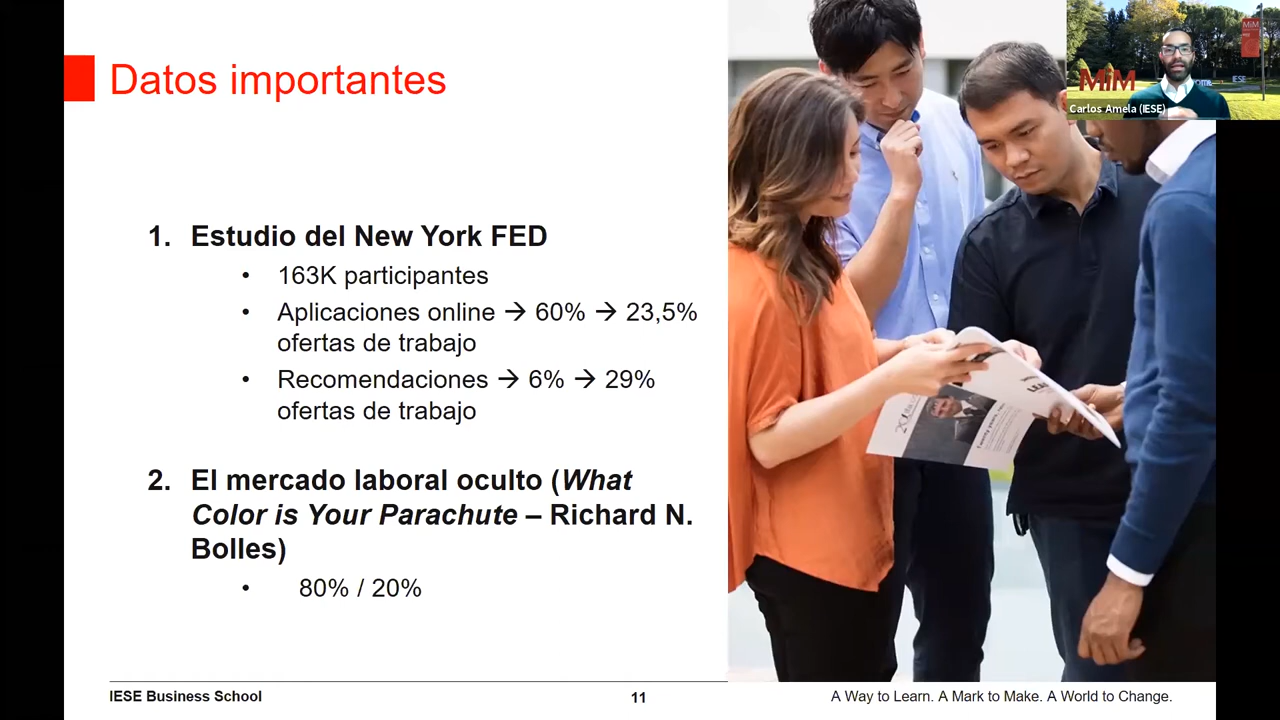 Datos importantes
1. Estudio del New York FED
• 163K participantes
• Aplicaciones online → 60% → 23,5%
ofertas de trabajo
• Recomendaciones → 6% → 29%
ofertas de trabajo
2. El mercado laboral oculto (What
Color is Your Parachute – Richard N.
Bolles)
• 80% / 20%
MiM
MiM
IESE
Carlos Amela (IESE)
IESE Business School
11
A Way to Learn. A Mark to Make. A World to Change.